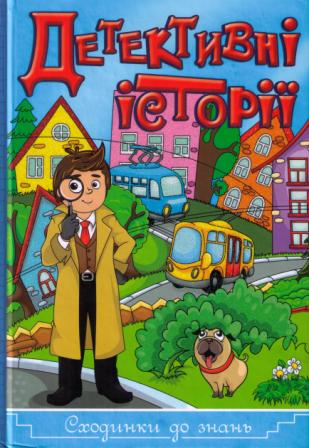 Детективні
історії
Сходинки до знань